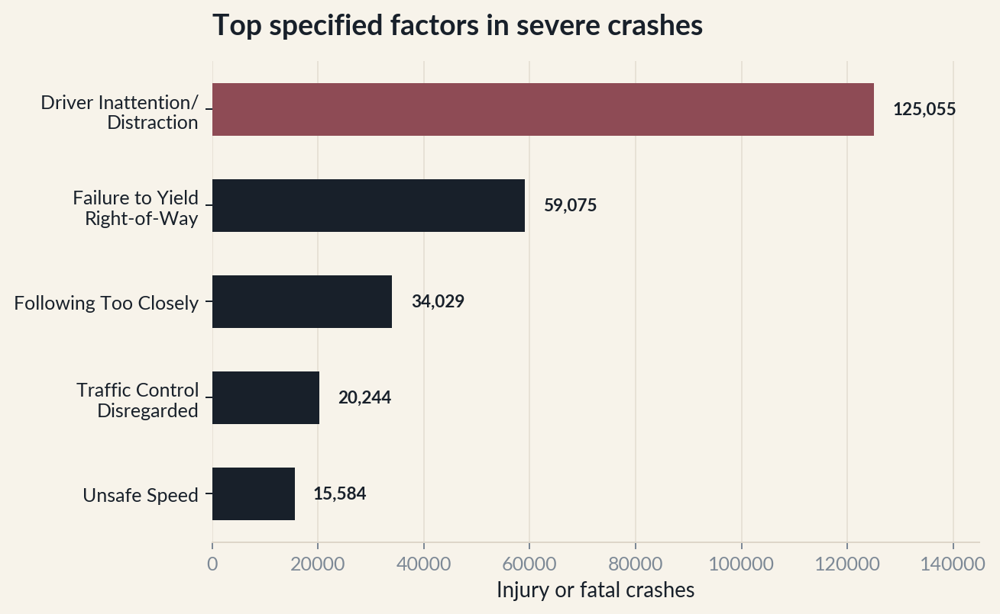 Top specified factors in severe crashes
Driver Inattention/
Distraction
125,055
Failure to Yield
Right-of-Way
59,075
Following Too Closely
34,029
Traffic Control
Disregarded
20,244
Unsafe Speed
15,584
0 20000 40000 60000 80000 100000 120000 140000
Injury or fatal crashes